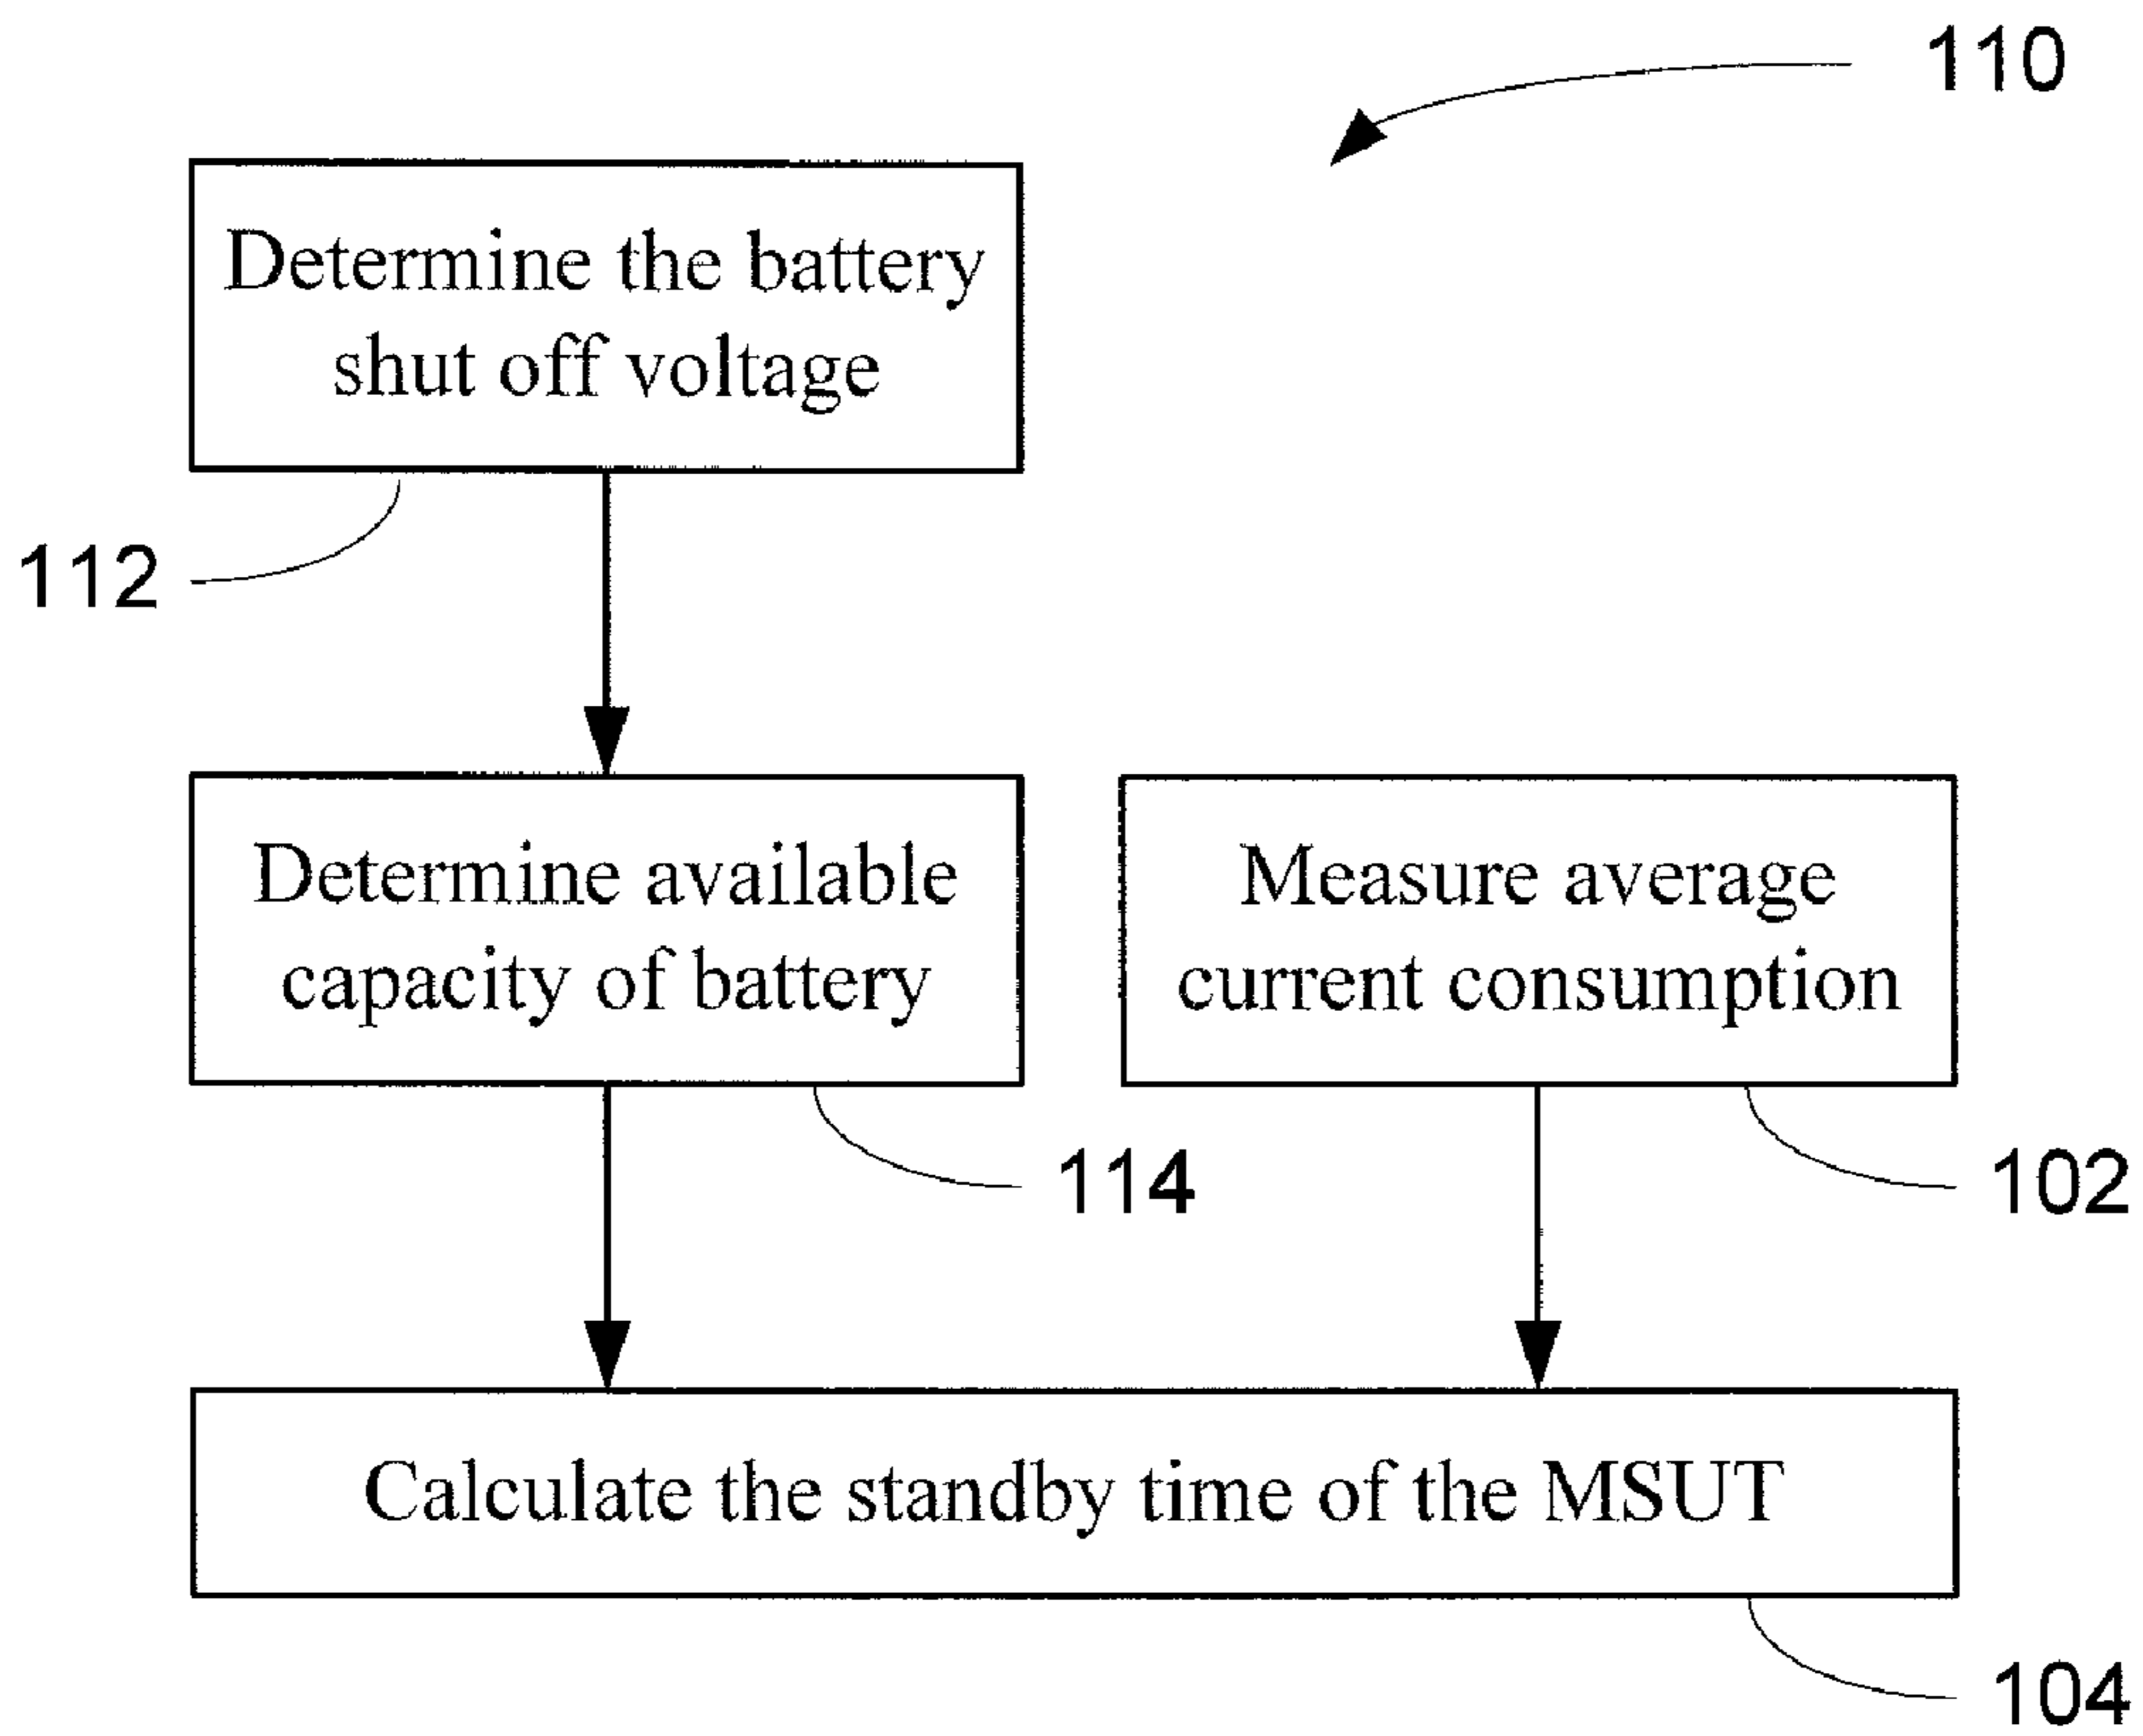 110
Determine the battery
shut off voltage
112
Determine available
capacity of battery
Measure average
current consumption
114
102
Calculate the standby time of the MSUT
104